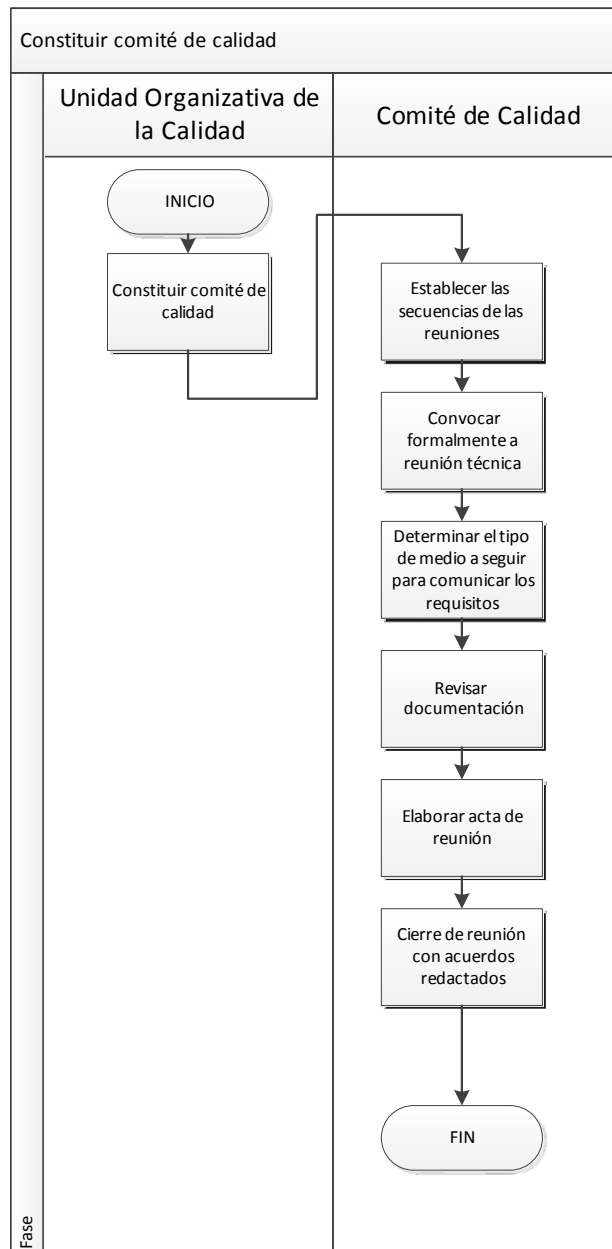 Constituir comité de calidad
Unidad Organizativa de
la Calidad
Comité de Calidad
INICIO
Constituir comité de
calidad
Establecer las
secuencias de las
reuniones
Convocar
formalmente a
reunión técnica
Determinar el tipo
de medio a seguir
para comunicar los
requisitos
Revisar
documentación
Elaborar acta de
reunión
Cierre de reunión
con acuerdos
redactados
FIN
Fase